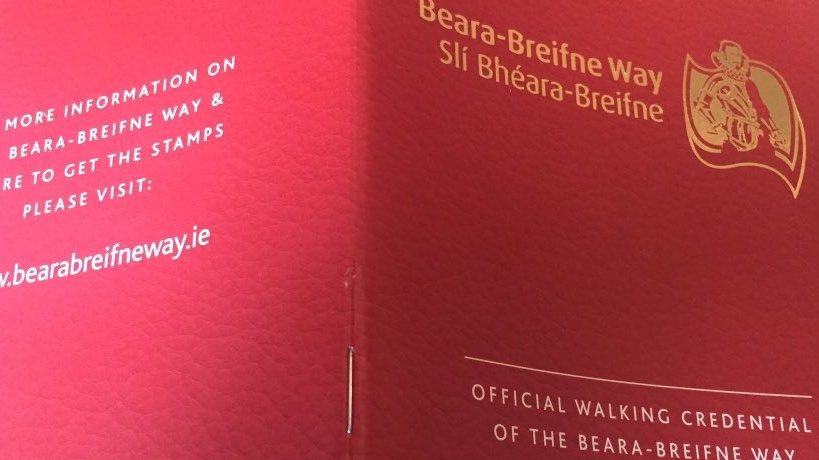 MORE INFORMATION ON
BEARA-BREIFNE WAY &
RE TO GET THE STAMPS
PLEASE VISIT:
w.bearabreifneway.ie
Beara-Breifne Way
Slí Bhéara-Breifne
OFFICIAL WALKING CREDENTIAL
OF THE BEARA-BREIFNE WAY